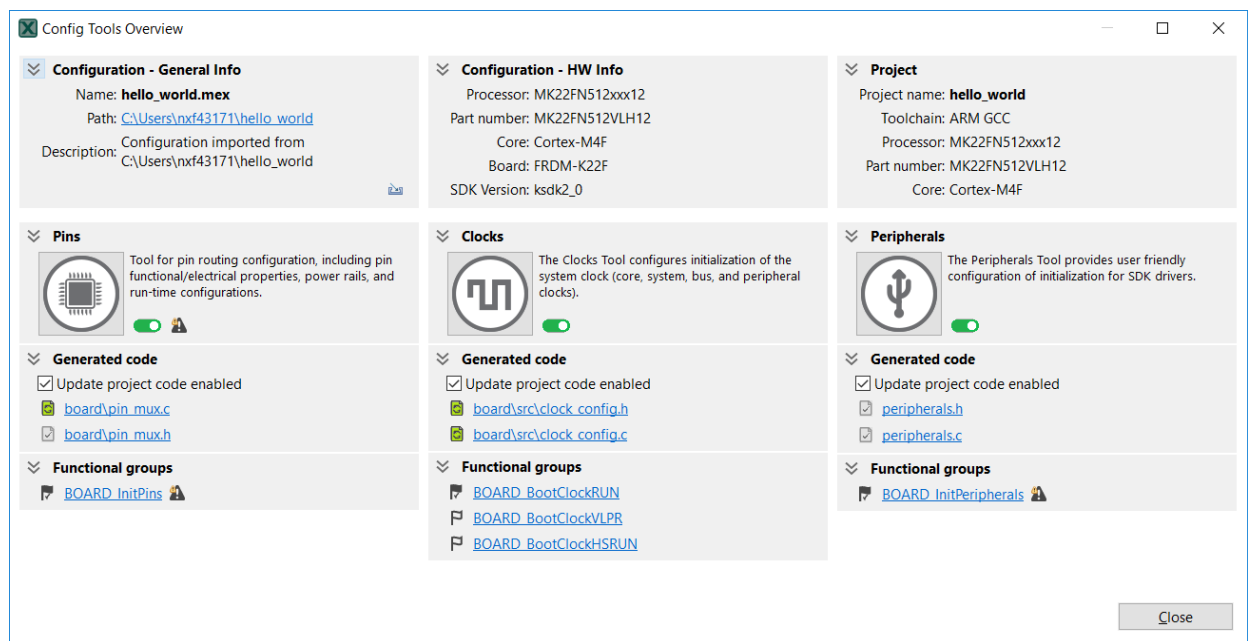 Config Tools Overview
Configuration - General Info
Name: hello_world.mex
Path: C:\Users\nxf43171\hello_world
Description: Configuration imported from
C:\Users\nxf43171\hello_world
Configuration - HW Info
Processor: MK22FN512xxx12
Part number: MK22FN512VLH12
Core: Cortex-M4F
Board: FRDM-K22F
SDK Version: ksdk2_0
Project
Project name: hello_world
Toolchain: ARM GCC
Processor: MK22FN512xxx12
Part number: MK22FN512VLH12
Core: Cortex-M4F
Pins
Tool for pin routing configuration, including pin
functional/electrical properties, power rails, and
run-time configurations.
Generated code
Update project code enabled
board\pin_mux.c
board\pin_mux.h
Functional groups
BOARD_InitPins
Clocks
The Clocks Tool configures initialization of the
system clock (core, system, bus, and peripheral
clocks).
Generated code
Update project code enabled
board\src\clock_config.h
board\src\clock_config.c
Functional groups
BOARD_BootClockRUN
BOARD_BootClockVLPR
BOARD_BootClockHSRUN
Peripherals
The Peripherals Tool provides user friendly
configuration of initialization for SDK drivers.
Generated code
Update project code enabled
peripherals.h
peripherals.c
Functional groups
BOARD_InitPeripherals
Close